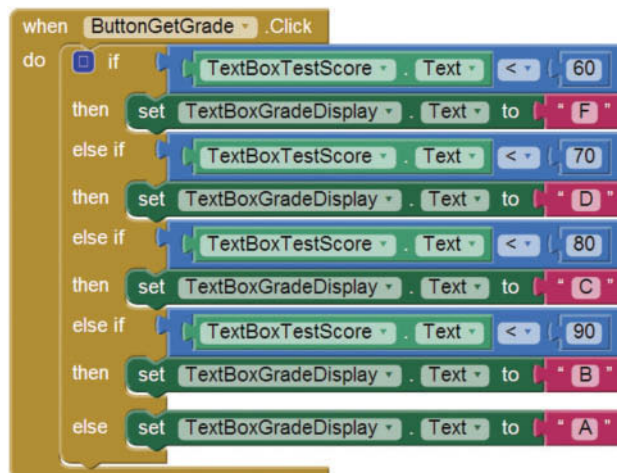 when ButtonGetGrade .Click
do if TextBoxTestScore . Text < 60
then set TextBoxGradeDisplay . Text to " F "
else if TextBoxTestScore . Text < 70
then set TextBoxGradeDisplay . Text to " D "
else if TextBoxTestScore . Text < 80
then set TextBoxGradeDisplay . Text to " C "
else if TextBoxTestScore . Text < 90
then set TextBoxGradeDisplay . Text to " B "
else set TextBoxGradeDisplay . Text to " A "